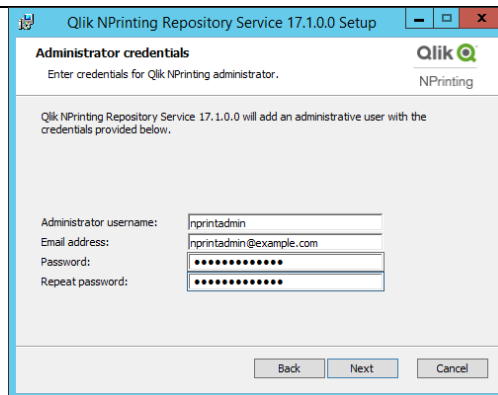 Qlik NPrinting Repository Service 17.1.0.0 Setup
Administrator credentials
Enter credentials for Qlik NPrinting administrator.
Qlik
NPrinting
Qlik NPrinting Repository Service 17.1.0.0 will add an administrative user with the
credentials provided below.
Administrator username: nprintadmin
Email address: nprintadmin@example.com
Password: •••••••••••••
Repeat password: •••••••••••••
Back Next Cancel